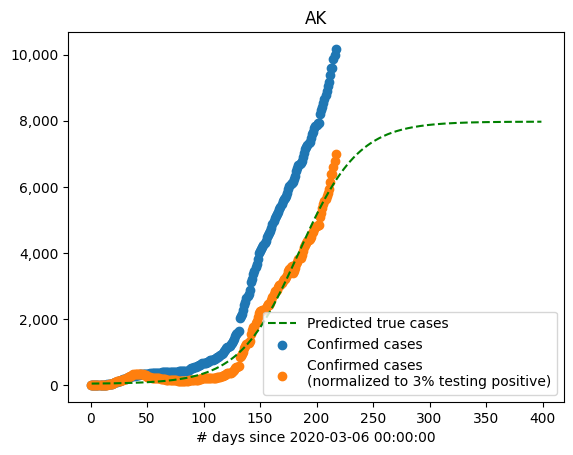 AK
10,000
8,000
6,000
4,000
2,000
0
Predicted true cases
Confirmed cases
Confirmed cases
(normalized to 3% testing positive)
0 50 100 150 200 250 300 350 400
# days since 2020-03-06 00:00:00